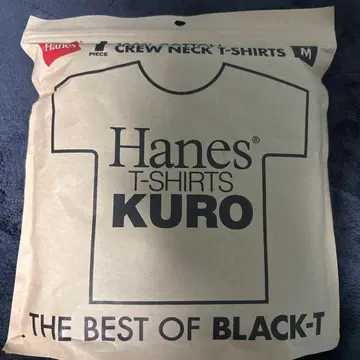 Hanes
1 PIECE
CREW NECK T-SHIRTS M
Hanes®
T-SHIRTS
KURO
THE BEST OF BLACK-T